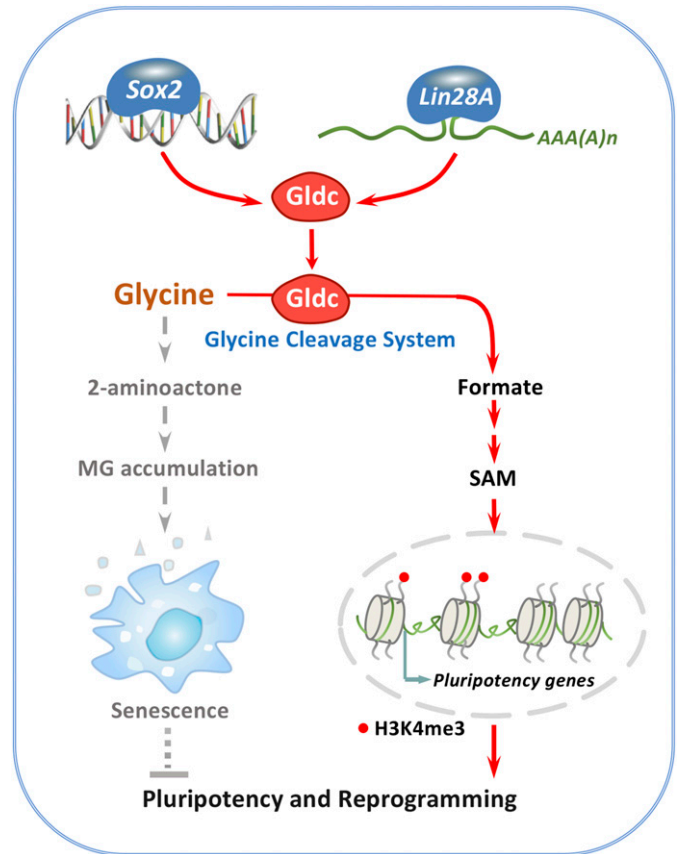 Sox2
Lin28A
AAA(A)n
Gldc
Glycine
Gldc
Glycine Cleavage System
2-aminoactone
Formate
MG accumulation
SAM
Pluripotency genes
Senescence
H3K4me3
Pluripotency and Reprogramming